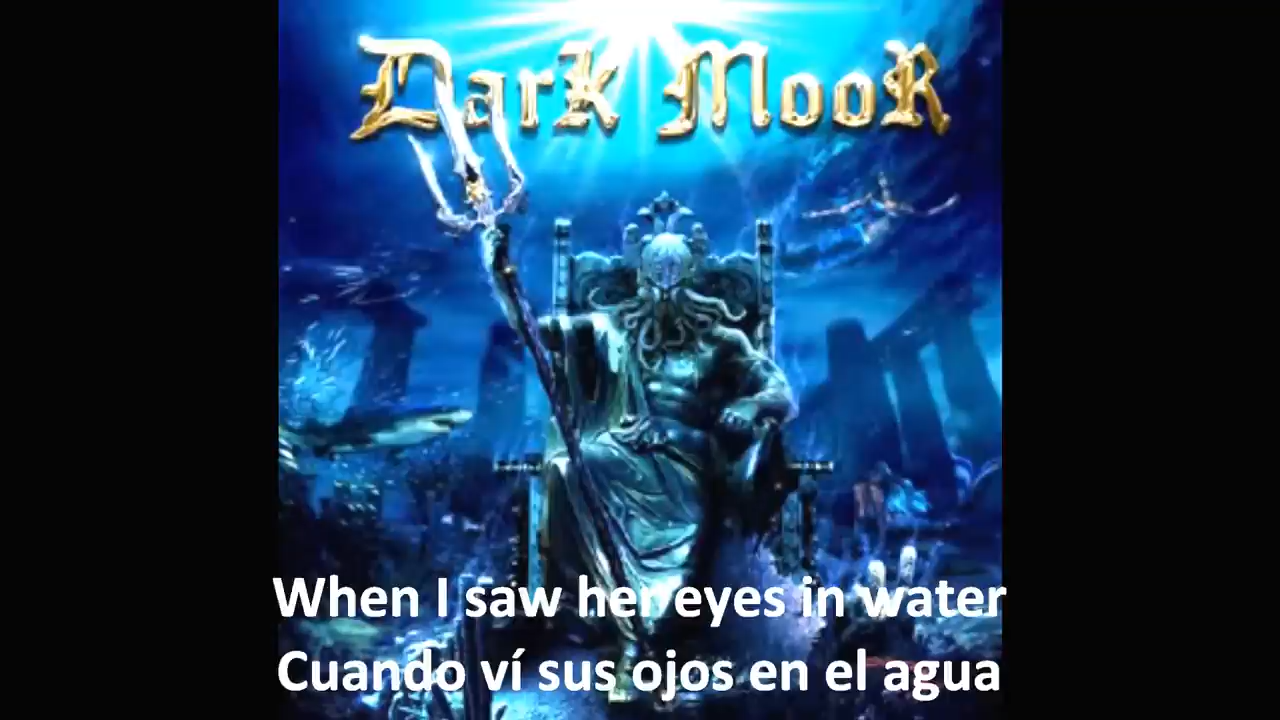 Dark Moor
When I saw her eyes in water
Cuando ví sus ojos en el agua